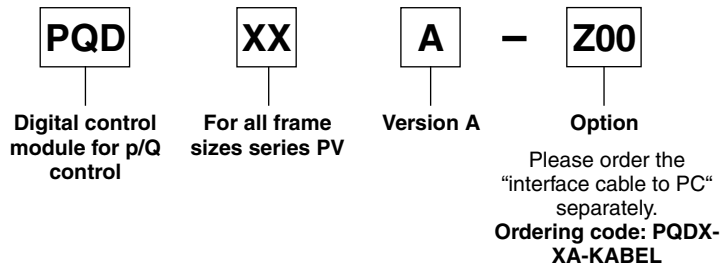 PQD XX A – Z00
Digital control
module for p/Q
control
For all frame
sizes series PV
Version A
Option
Please order the
“interface cable to PC“
separately.
Ordering code: PQDX-
XA-KABEL